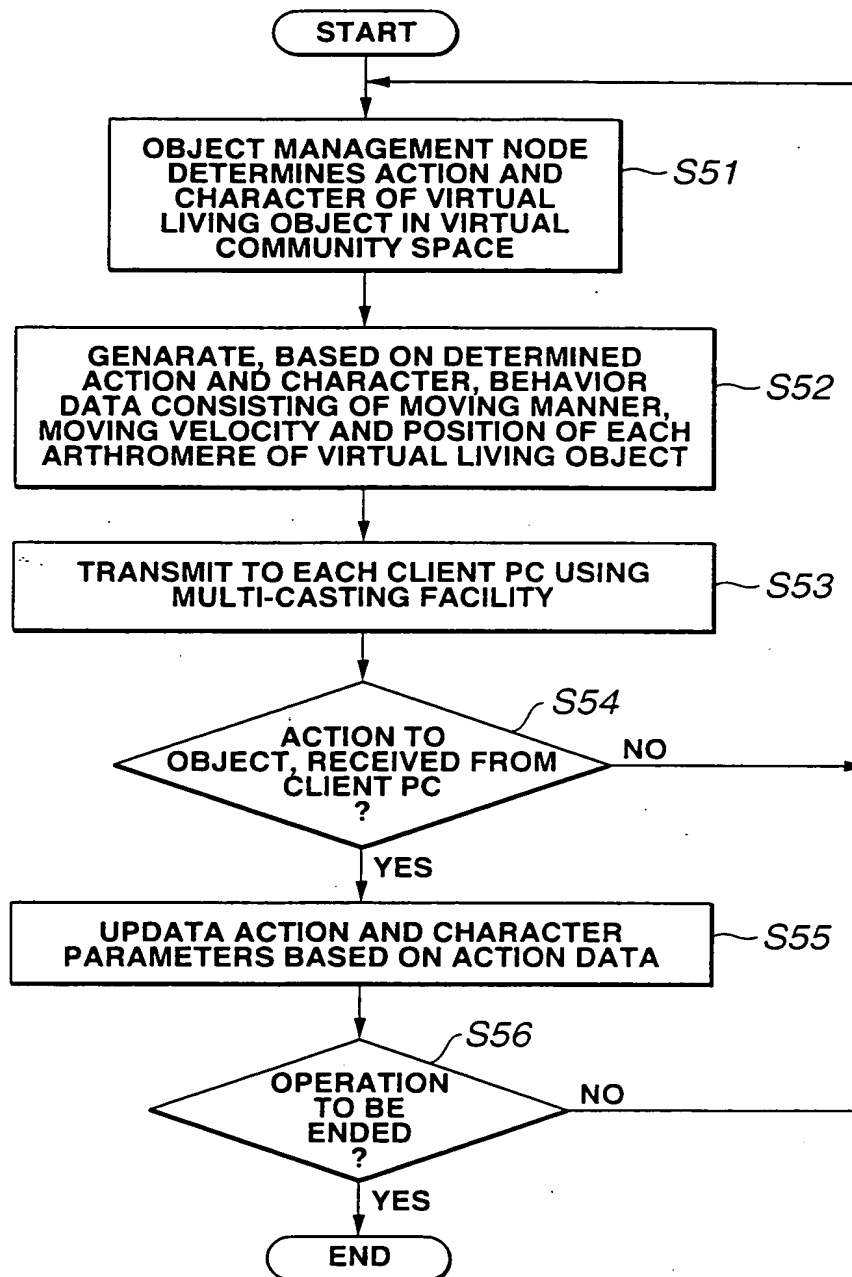 START
OBJECT MANAGEMENT NODE
DETERMINES ACTION AND
CHARACTER OF VIRTUAL
LIVING OBJECT IN VIRTUAL
COMMUNITY SPACE
S51
GENARATE, BASED ON DETERMINED
ACTION AND CHARACTER, BEHAVIOR
DATA CONSISTING OF MOVING MANNER,
MOVING VELOCITY AND POSITION OF EACH
ARTHROMERE OF VIRTUAL LIVING OBJECT
S52
TRANSMIT TO EACH CLIENT PC USING
MULTI-CASTING FACILITY
S53
S54
ACTION TO
OBJECT, RECEIVED FROM
CLIENT PC
?
NO
YES
UPDATA ACTION AND CHARACTER
PARAMETERS BASED ON ACTION DATA
S55
S56
OPERATION
TO BE
ENDED
?
NO
YES
END